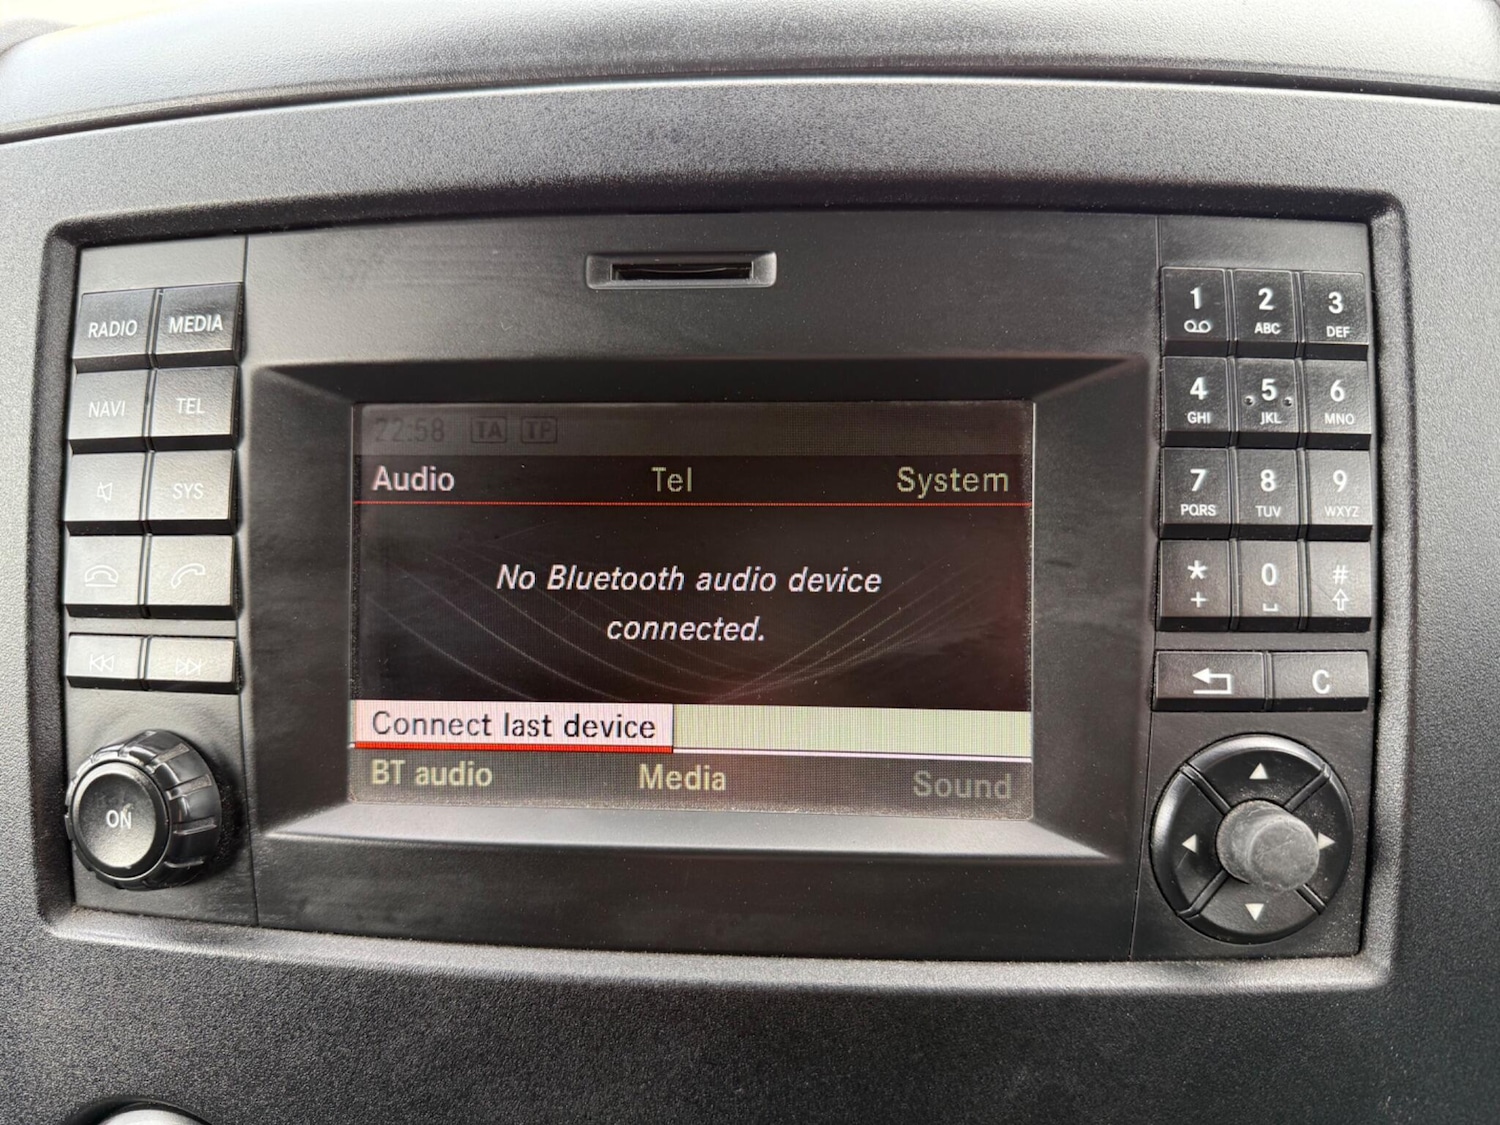 RADIO MEDIA
NAVI TEL
SYS
ON
22:58 TA TP
Audio Tel System
No Bluetooth audio device
connected.
Connect last device
BT audio Media Sound
1 2 3
ABC DEF
4 5 6
GHI JKL MNO
7 8 9
PQRS TUV WXYZ
* 0 #
+
C